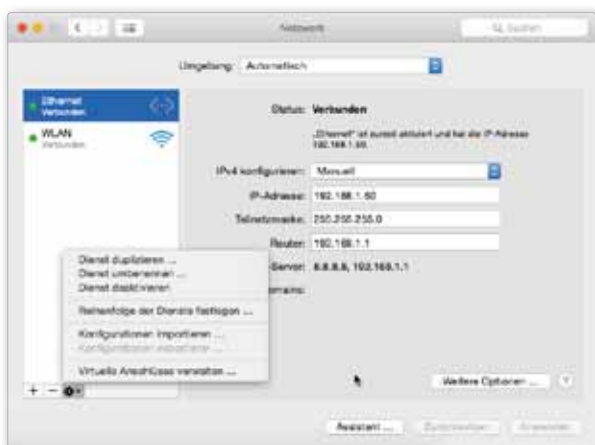 Netzwerk
Suchen
Umgebung: Automatisch
Ethernet
Verbunden
WLAN
Verbunden
Status: Verbunden
„Ethernet“ ist zurzeit aktiviert und hat die IP-Adresse
192.168.1.60.
IPv4 konfigurieren: Manuell
IP-Adresse: 192.168.1.60
Teilnetzmaske: 255.255.255.0
Router: 192.168.1.1
-Server: 8.8.8.8, 192.168.1.1
omains:
Dienst duplizieren ...
Dienst umbenennen ...
Dienst deaktivieren
Reihenfolge der Dienste festlegen ...
Konfigurationen importieren ...
Konfigurationen exportieren ...
Virtuelle Anschlüsse verwalten ...
Weitere Optionen ... ?
Assistent ... Zurücksetzen Anwenden